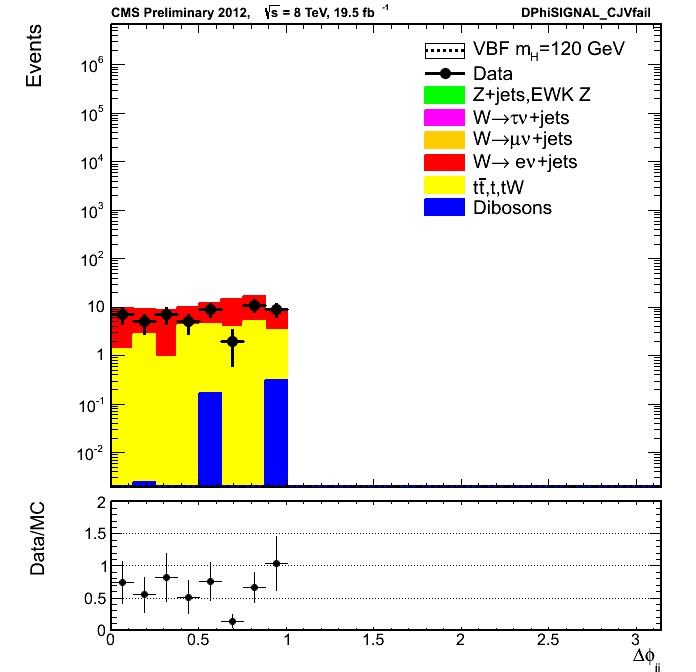 CMS Preliminary 2012, √s = 8 TeV, 19.5 fb⁻¹ DPhiSIGNAL_CJVfail
Events
VBF m_H=120 GeV
Data
Z+jets,EWK Z
W→τν+jets
W→μν+jets
W→ eν+jets
tt̄,t,tW
Dibosons
10⁶
10⁵
10⁴
10³
10²
10
1
10⁻¹
10⁻²
Data/MC
2
1.5
1
0.5
0
0 0.5 1 1.5 2 2.5 3
Δϕ_jj